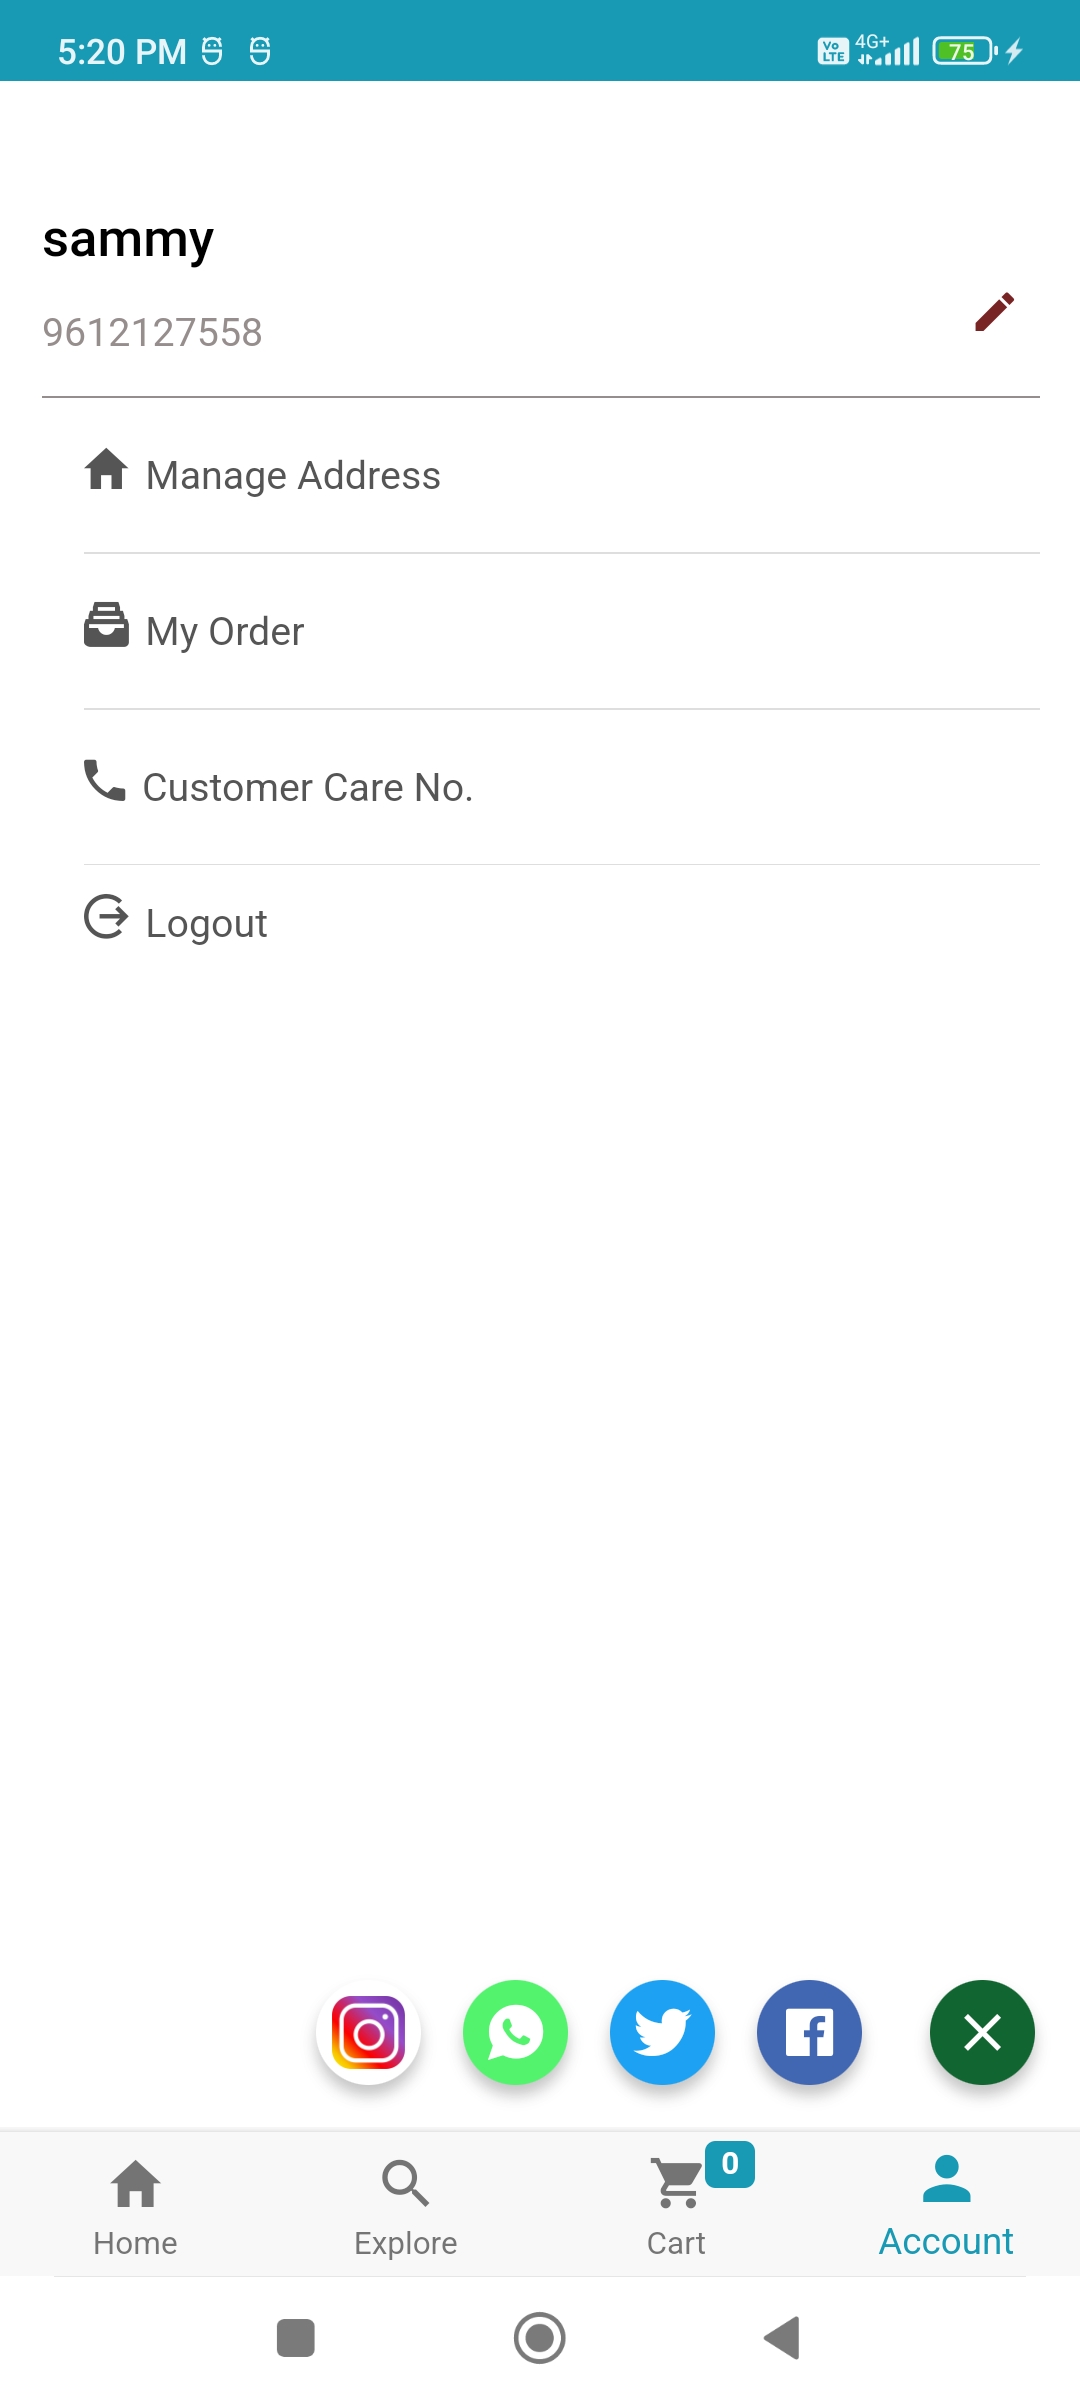 5:20 PM
Vo LTE 4G+ 75
sammy
9612127558
Manage Address
My Order
Customer Care No.
Logout
0
Home Explore Cart Account